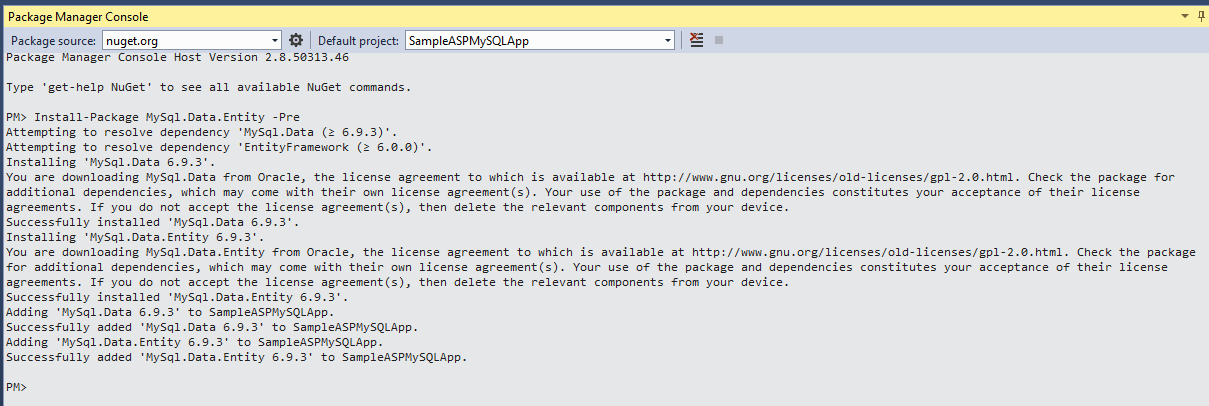 Package Manager Console
Package source: nuget.org Default project: SampleASPMySQLApp
Package Manager Console Host Version 2.8.50313.46
Type 'get-help NuGet' to see all available NuGet commands.
PM> Install-Package MySql.Data.Entity -Pre
Attempting to resolve dependency 'MySql.Data (≥ 6.9.3)'.
Attempting to resolve dependency 'EntityFramework (≥ 6.0.0)'.
Installing 'MySql.Data 6.9.3'.
You are downloading MySql.Data from Oracle, the license agreement to which is available at http://www.gnu.org/licenses/old-licenses/gpl-2.0.html. Check the package for
additional dependencies, which may come with their own license agreement(s). Your use of the package and dependencies constitutes your acceptance of their license
agreements. If you do not accept the license agreement(s), then delete the relevant components from your device.
Successfully installed 'MySql.Data 6.9.3'.
Installing 'MySql.Data.Entity 6.9.3'.
You are downloading MySql.Data.Entity from Oracle, the license agreement to which is available at http://www.gnu.org/licenses/old-licenses/gpl-2.0.html. Check the package
for additional dependencies, which may come with their own license agreement(s). Your use of the package and dependencies constitutes your acceptance of their license
agreements. If you do not accept the license agreement(s), then delete the relevant components from your device.
Successfully installed 'MySql.Data.Entity 6.9.3'.
Adding 'MySql.Data 6.9.3' to SampleASPMySQLApp.
Successfully added 'MySql.Data 6.9.3' to SampleASPMySQLApp.
Adding 'MySql.Data.Entity 6.9.3' to SampleASPMySQLApp.
Successfully added 'MySql.Data.Entity 6.9.3' to SampleASPMySQLApp.
PM>